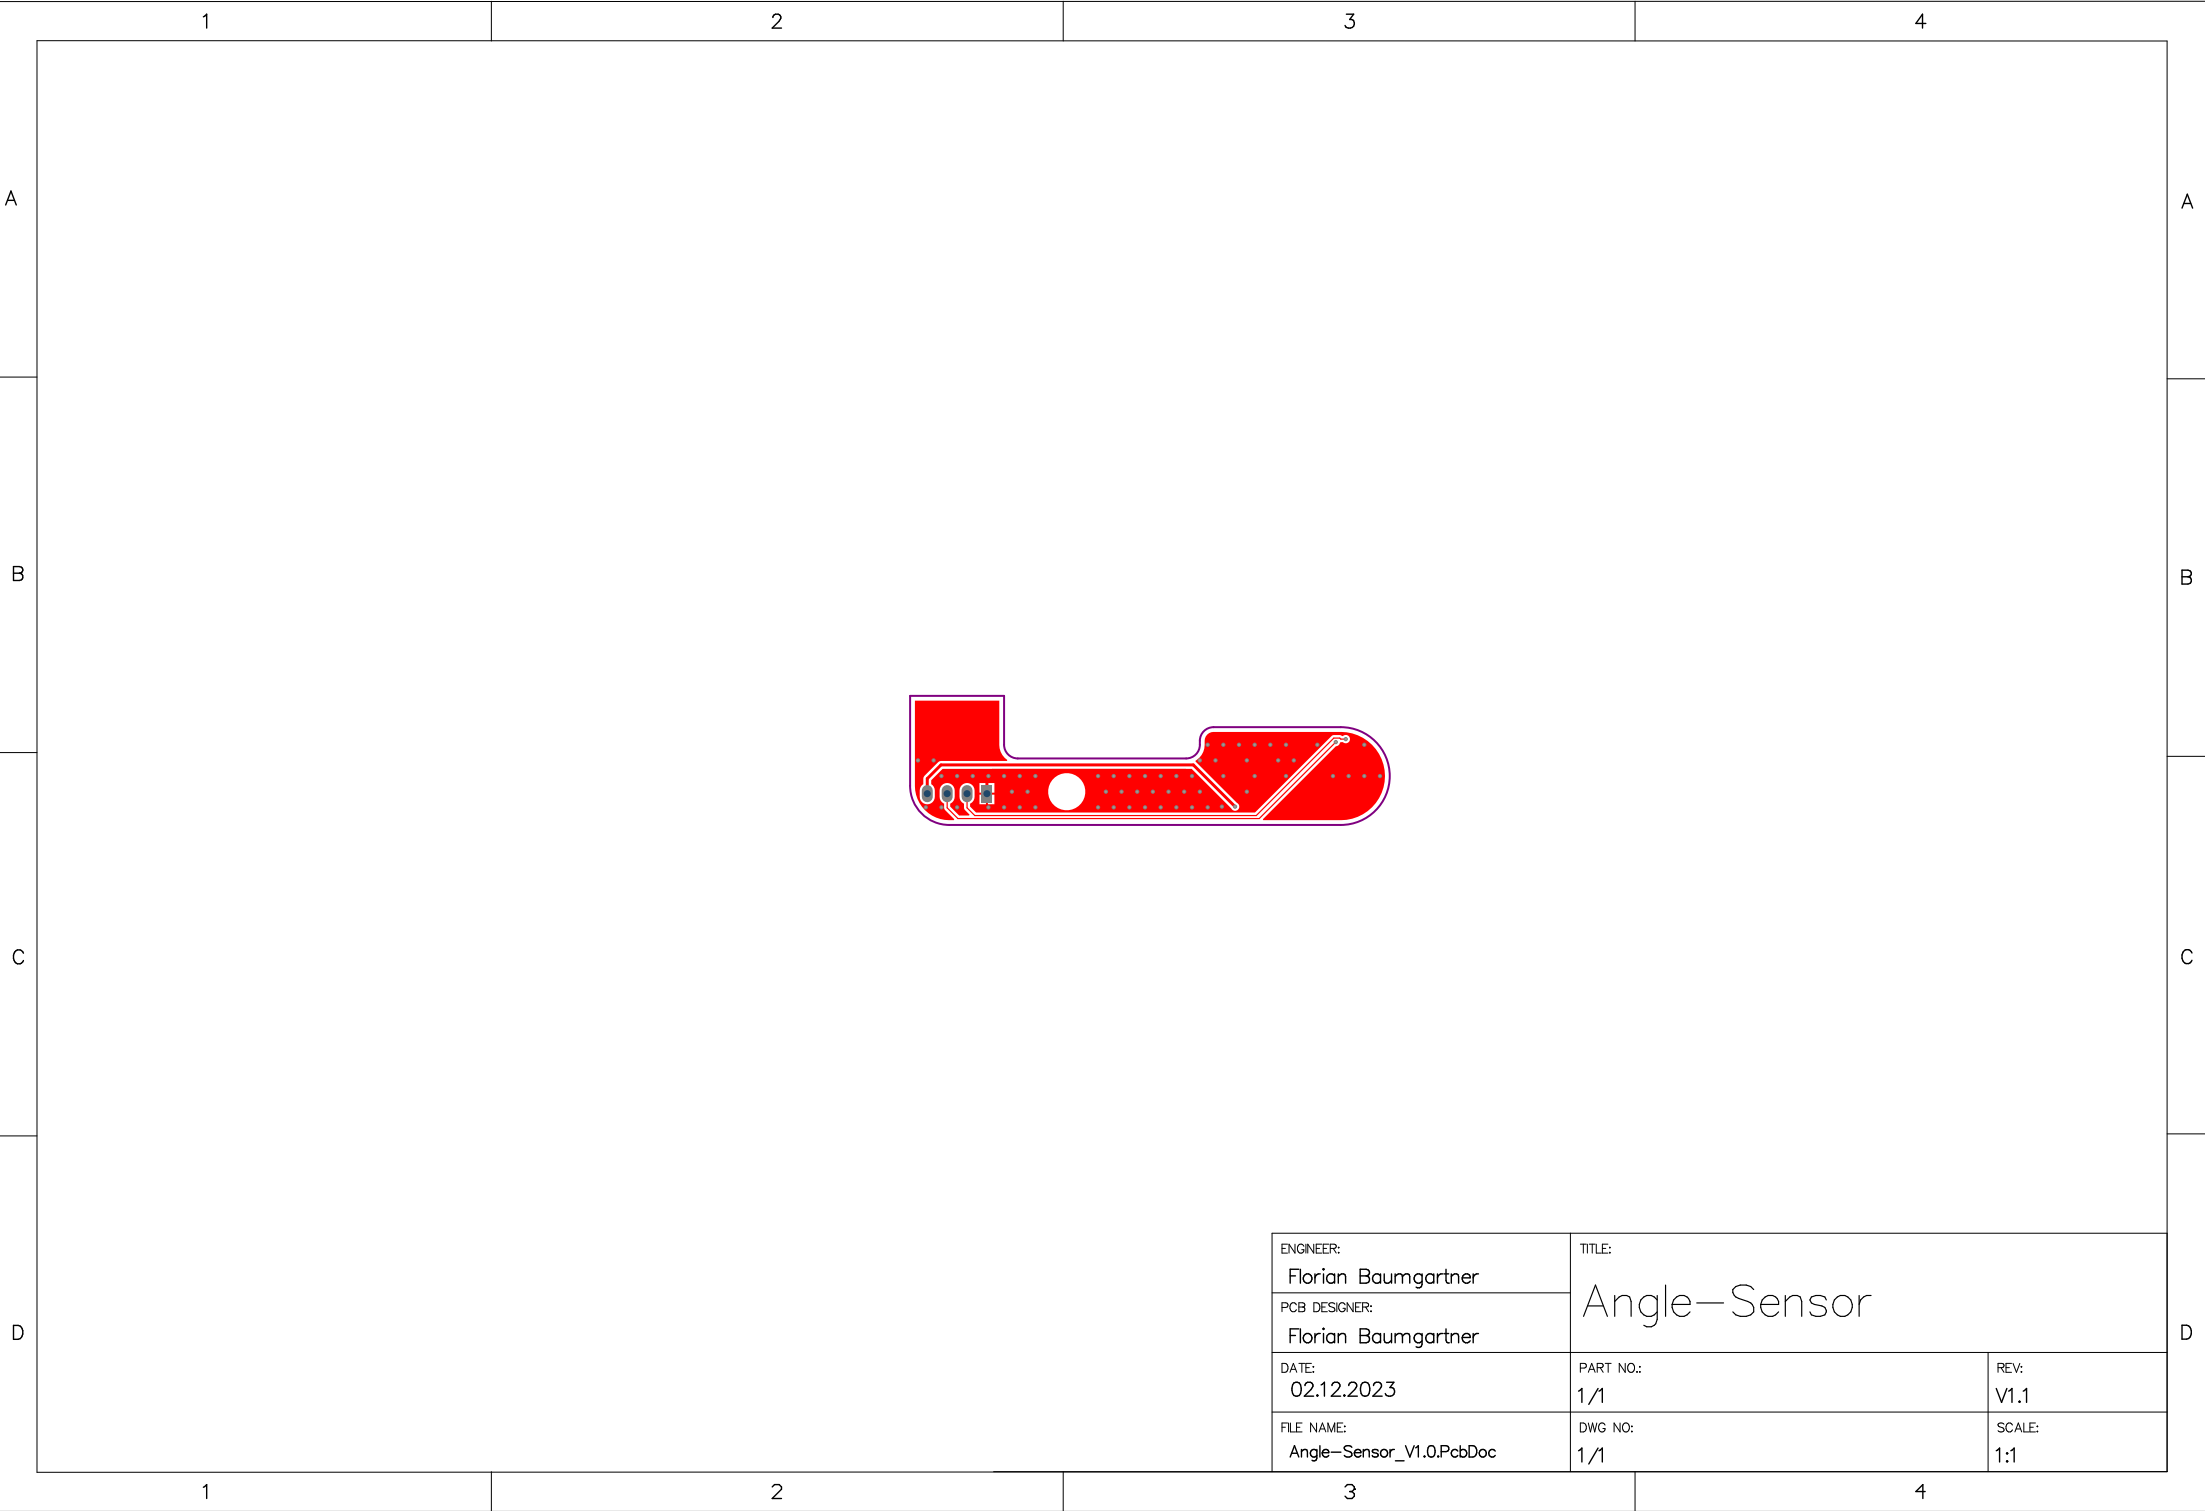 1 2 3 4
A A
B B
C C
ENGINEER:
Florian Baumgartner
TITLE:
Angle-Sensor
PCB DESIGNER:
Florian Baumgartner
D D
DATE:
02.12.2023
PART NO.:
1/1
REV:
V1.1
FILE NAME:
Angle-Sensor_V1.0.PcbDoc
DWG NO:
1/1
SCALE:
1:1
1 2 3 4